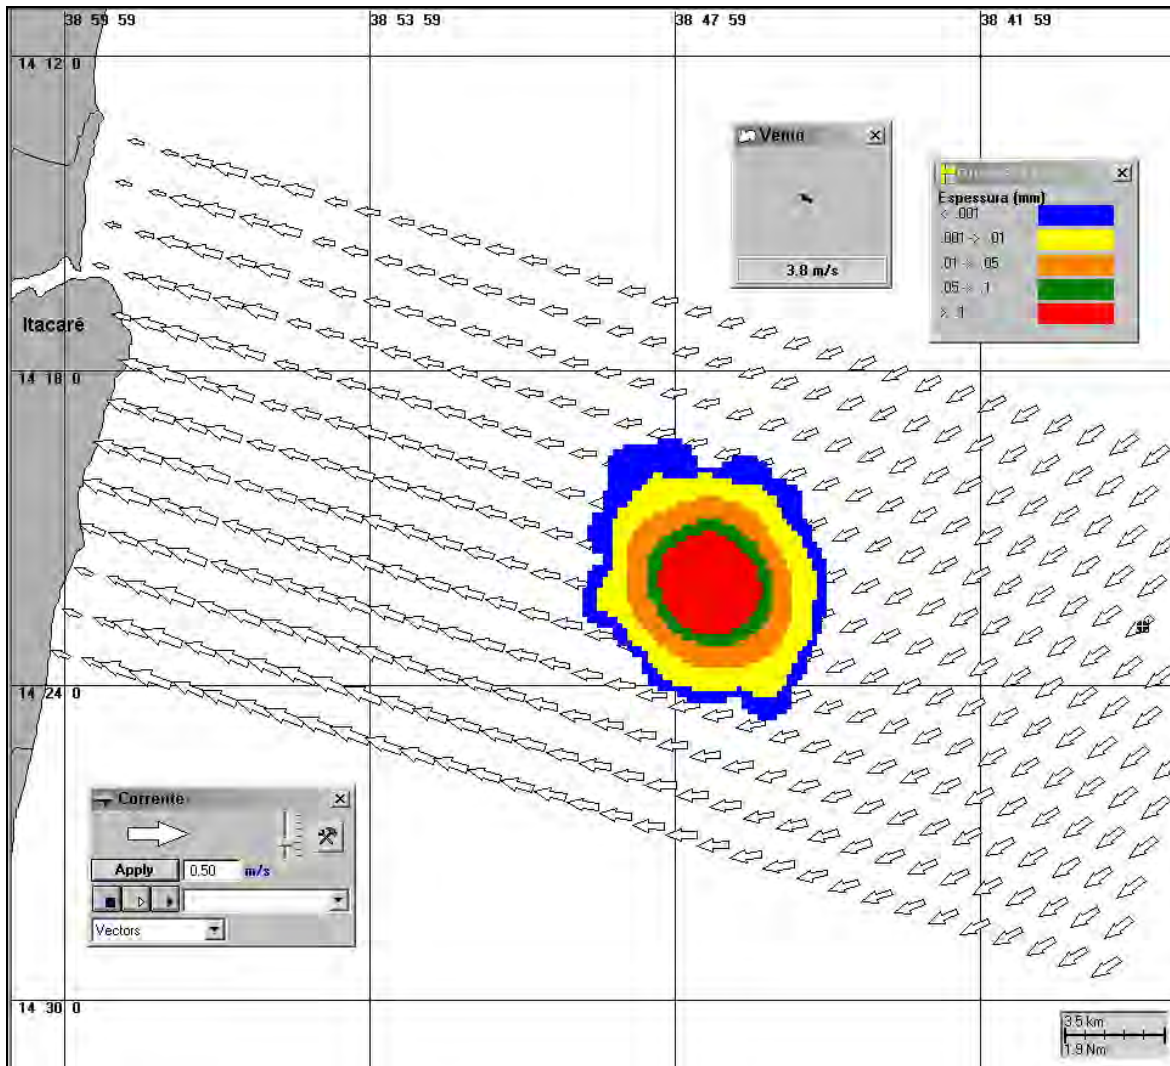 38 59 59 38 53 59 38 47 59 38 41 59
14 12 0
Vento
3.8 m/s
Espessura (mm)
< .001
.001 -> .01
.01 -> .05
.05 -> .1
> .1
Itacaré
14 18 0
14 24 0
Corrente
Apply 0.50 m/s
Vectors
14 30 0
3.5 km
1.9 Nm